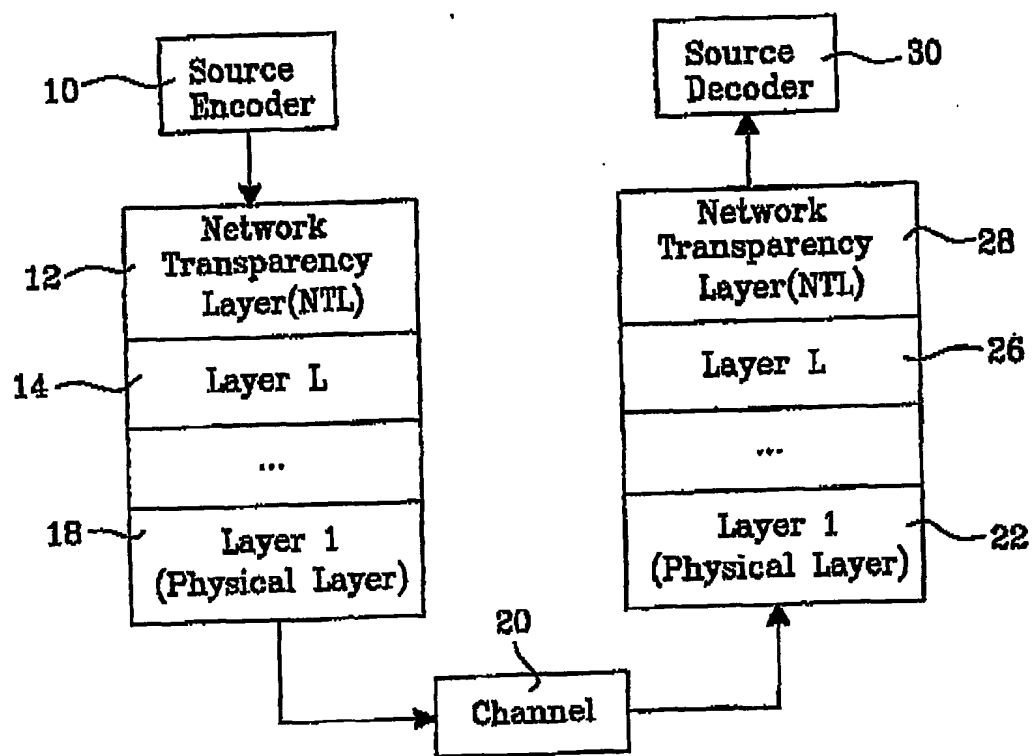 10
Source
Encoder
12
Network
Transparency
Layer(NTL)
14
Layer L
...
18
Layer 1
(Physical Layer)
20
Channel
Source
Decoder
30
Network
Transparency
Layer(NTL)
28
Layer L
26
...
Layer 1
(Physical Layer)
22